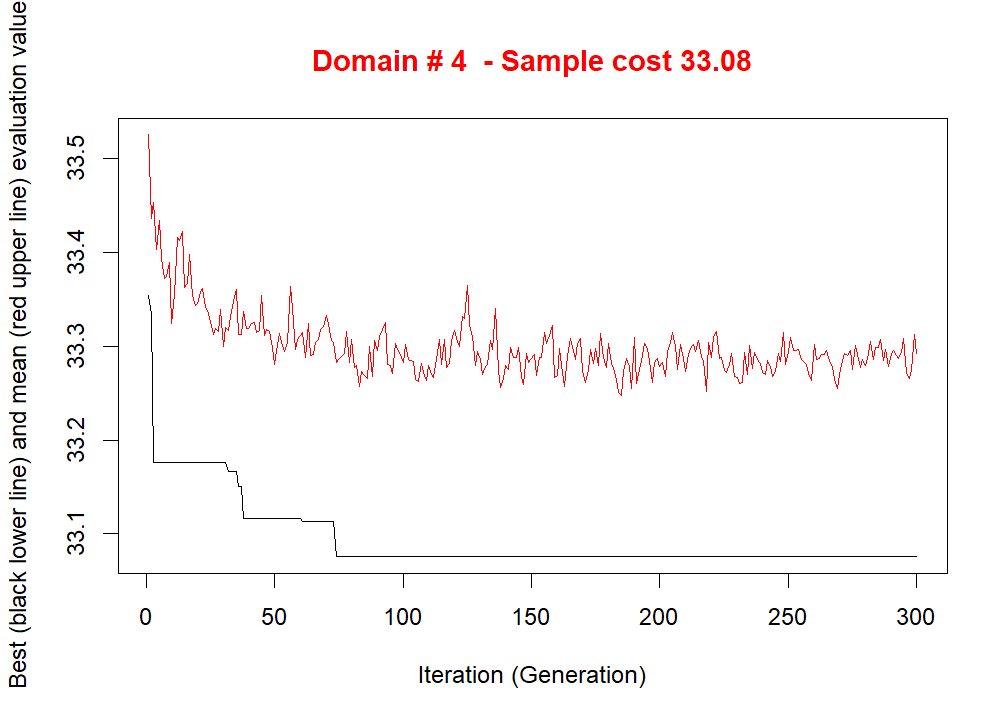 Domain # 4  - Sample cost 33.08
Best (black lower line) and mean (red upper line) evaluation value
33.5
33.4
33.3
33.2
33.1
0 50 100 150 200 250 300
Iteration (Generation)